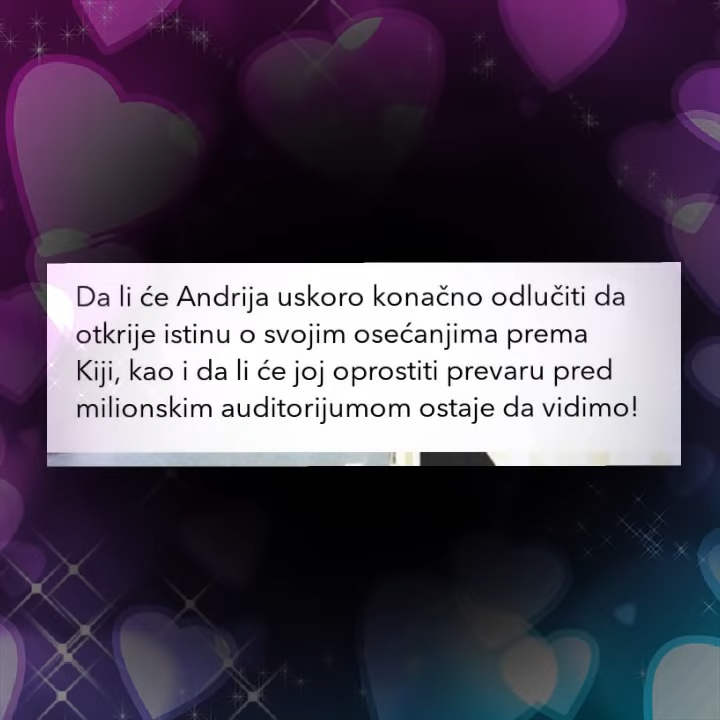 Da li će Andrija uskoro konačno odlučiti da
otkrije istinu o svojim osećanjima prema
Kiji, kao i da li će joj oprostiti prevaru pred
milionskim auditorijumom ostaje da vidimo!